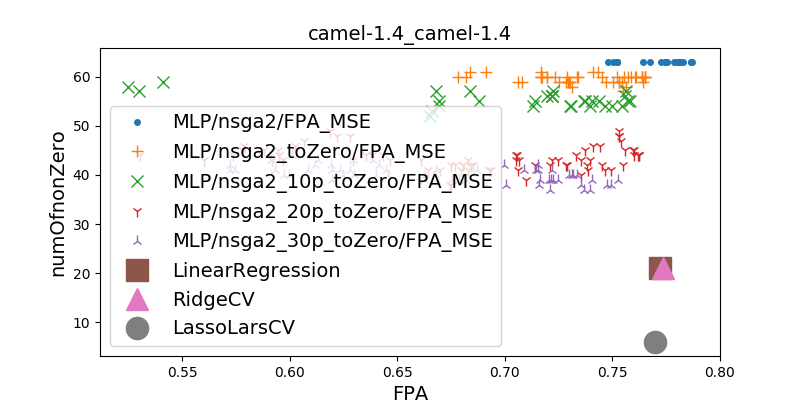 camel-1.4_camel-1.4
numOfnonZero
60
50
40
30
20
10
MLP/nsga2/FPA_MSE
MLP/nsga2_toZero/FPA_MSE
MLP/nsga2_10p_toZero/FPA_MSE
MLP/nsga2_20p_toZero/FPA_MSE
MLP/nsga2_30p_toZero/FPA_MSE
LinearRegression
RidgeCV
LassoLarsCV
0.55 0.60 0.65 0.70 0.75 0.80
FPA